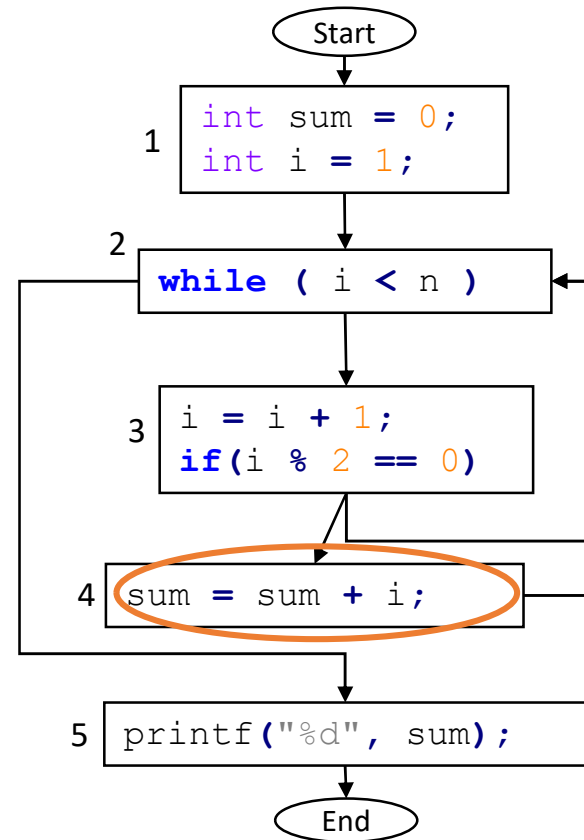 Start
1
int sum = 0;
int i = 1;
2
while ( i < n )
3
i = i + 1;
if(i % 2 == 0)
4
sum = sum + i;
5
printf("%d", sum);
End